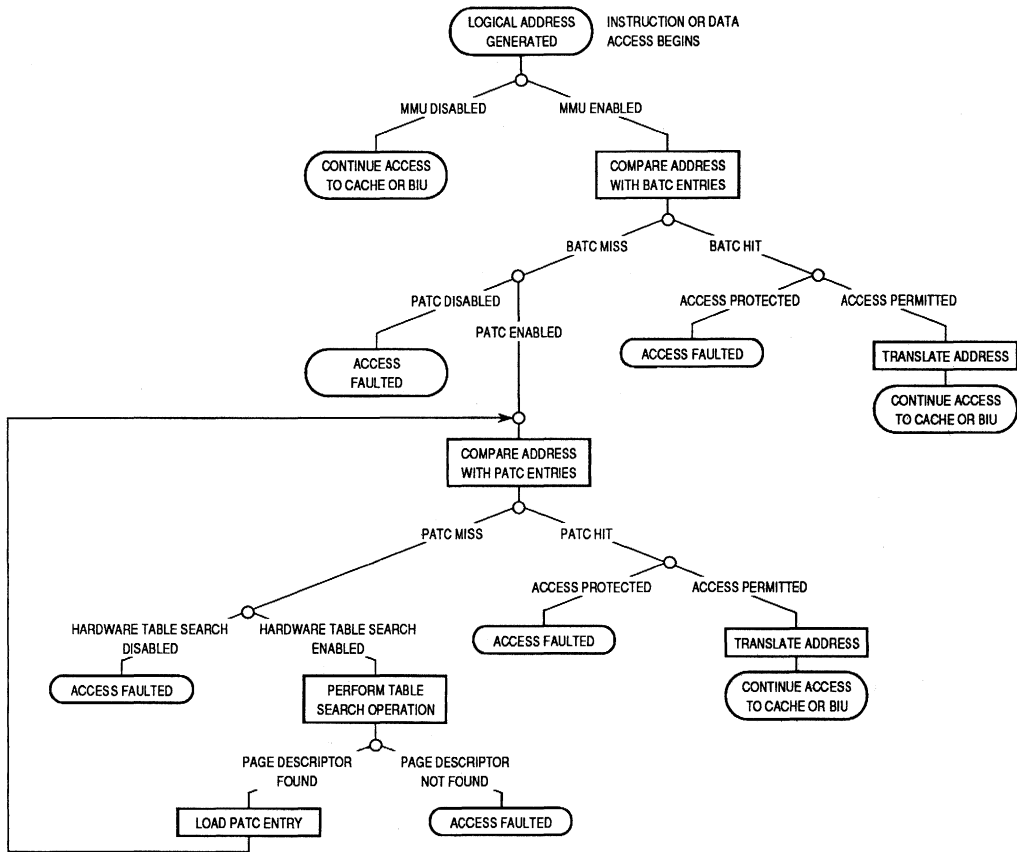 LOGICAL ADDRESS
GENERATED
INSTRUCTION OR DATA
ACCESS BEGINS
MMU DISABLED
MMU ENABLED
CONTINUE ACCESS
TO CACHE OR BIU
COMPARE ADDRESS
WITH BATC ENTRIES
BATC MISS
BATC HIT
PATC DISABLED
PATC ENABLED
ACCESS PROTECTED
ACCESS PERMITTED
ACCESS
FAULTED
ACCESS FAULTED
TRANSLATE ADDRESS
CONTINUE ACCESS
TO CACHE OR BIU
COMPARE ADDRESS
WITH PATC ENTRIES
PATC MISS
PATC HIT
ACCESS PROTECTED
ACCESS PERMITTED
HARDWARE TABLE SEARCH
DISABLED
HARDWARE TABLE SEARCH
ENABLED
ACCESS FAULTED
TRANSLATE ADDRESS
ACCESS FAULTED
PERFORM TABLE
SEARCH OPERATION
CONTINUE ACCESS
TO CACHE OR BIU
PAGE DESCRIPTOR
FOUND
PAGE DESCRIPTOR
NOT FOUND
LOAD PATC ENTRY
ACCESS FAULTED